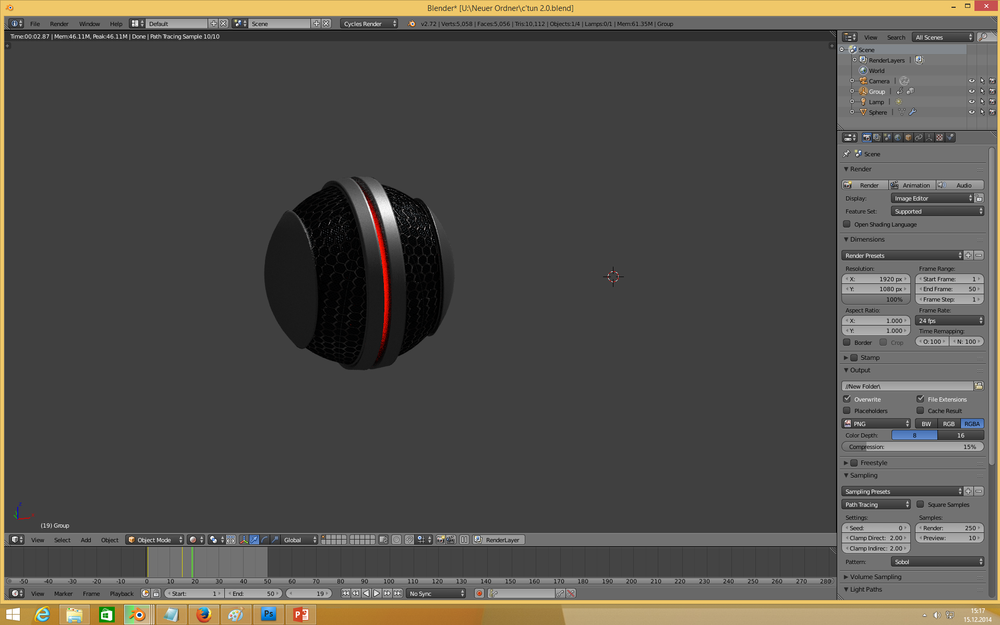 Blender* [U:\Neuer Ordner\c'tun 2.0.blend]
File Render Window Help Default Scene Cycles Render v2.72 | Verts:5,058 | Faces:5,056 | Tris:10,112 | Objects:1/4 | Lamps:0/1 | Mem:61.35M | Group
Time:00:02.87 | Mem:46.11M, Peak:46.11M | Done | Path Tracing Sample 10/10
View Search All Scenes
Scene
RenderLayers |
World
Camera |
Group |
Lamp |
Sphere |
Scene
Render
Render Animation Audio
Display: Image Editor
Feature Set: Supported
Open Shading Language
Dimensions
Render Presets
Resolution: Frame Range:
X: 1920 px Start Frame: 1
Y: 1080 px End Frame: 50
100% Frame Step: 1
Aspect Ratio: Frame Rate:
X: 1.000 24 fps
Y: 1.000 Time Remapping:
Border Crop O:100 N: 100
Stamp
Output
//New Folder\
Overwrite File Extensions
Placeholders Cache Result
PNG BW RGB RGBA
Color Depth: 8 16
Compression: 15%
Freestyle
Sampling
Sampling Presets
Path Tracing Square Samples
Settings: Samples:
Seed: 0 Render: 250
Clamp Direct: 2.00 Preview: 10
Clamp Indirec: 2.00
Pattern: Sobol
Volume Sampling
Light Paths
z
(19) Group
View Select Add Object Object Mode Global RenderLayer
-50 -40 -30 -20 -10 0 10 20 30 40 50 60 70 80 90 100 110 120 130 140 150 160 170 180 190 200 210 220 230 240 250 260 270 280
View Marker Frame Playback Start: 1 End: 50 19 No Sync
Ps
P
15:17
15.12.2014